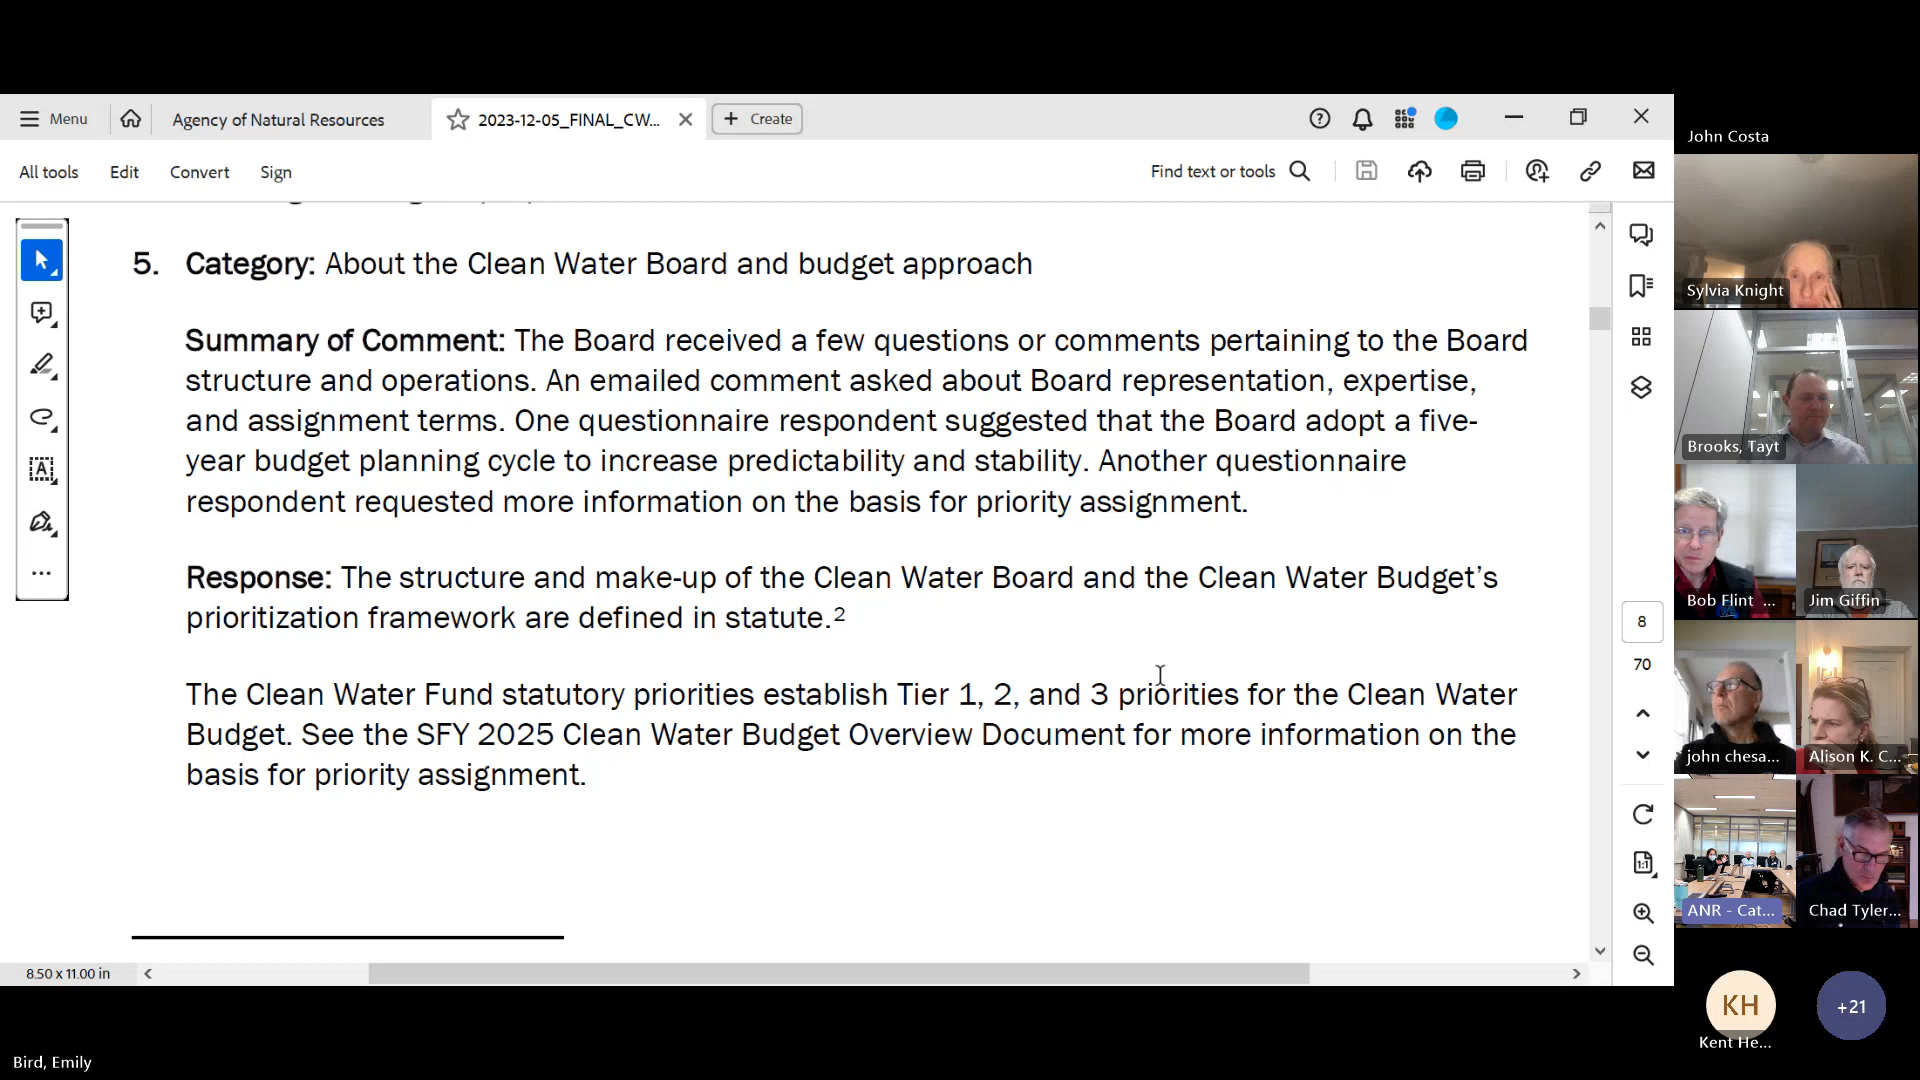 Menu
Agency of Natural Resources
2023-12-05_FINAL_CW...
Create
All tools
Edit
Convert
Sign
Find text or tools
5. Category: About the Clean Water Board and budget approach
Summary of Comment: The Board received a few questions or comments pertaining to the Board
structure and operations. An emailed comment asked about Board representation, expertise,
and assignment terms. One questionnaire respondent suggested that the Board adopt a five-
year budget planning cycle to increase predictability and stability. Another questionnaire
respondent requested more information on the basis for priority assignment.
Response: The structure and make-up of the Clean Water Board and the Clean Water Budget’s
prioritization framework are defined in statute.²
The Clean Water Fund statutory priorities establish Tier 1, 2, and 3 priorities for the Clean Water
Budget. See the SFY 2025 Clean Water Budget Overview Document for more information on the
basis for priority assignment.
8
70
1:1
8.50 x 11.00 in
John Costa
Sylvia Knight
Brooks, Tayt
Bob Flint ...
Jim Giffin
john chesa...
Alison K. C...
ANR - Cat...
Chad Tyler...
KH
+21
Kent He...
Bird, Emily